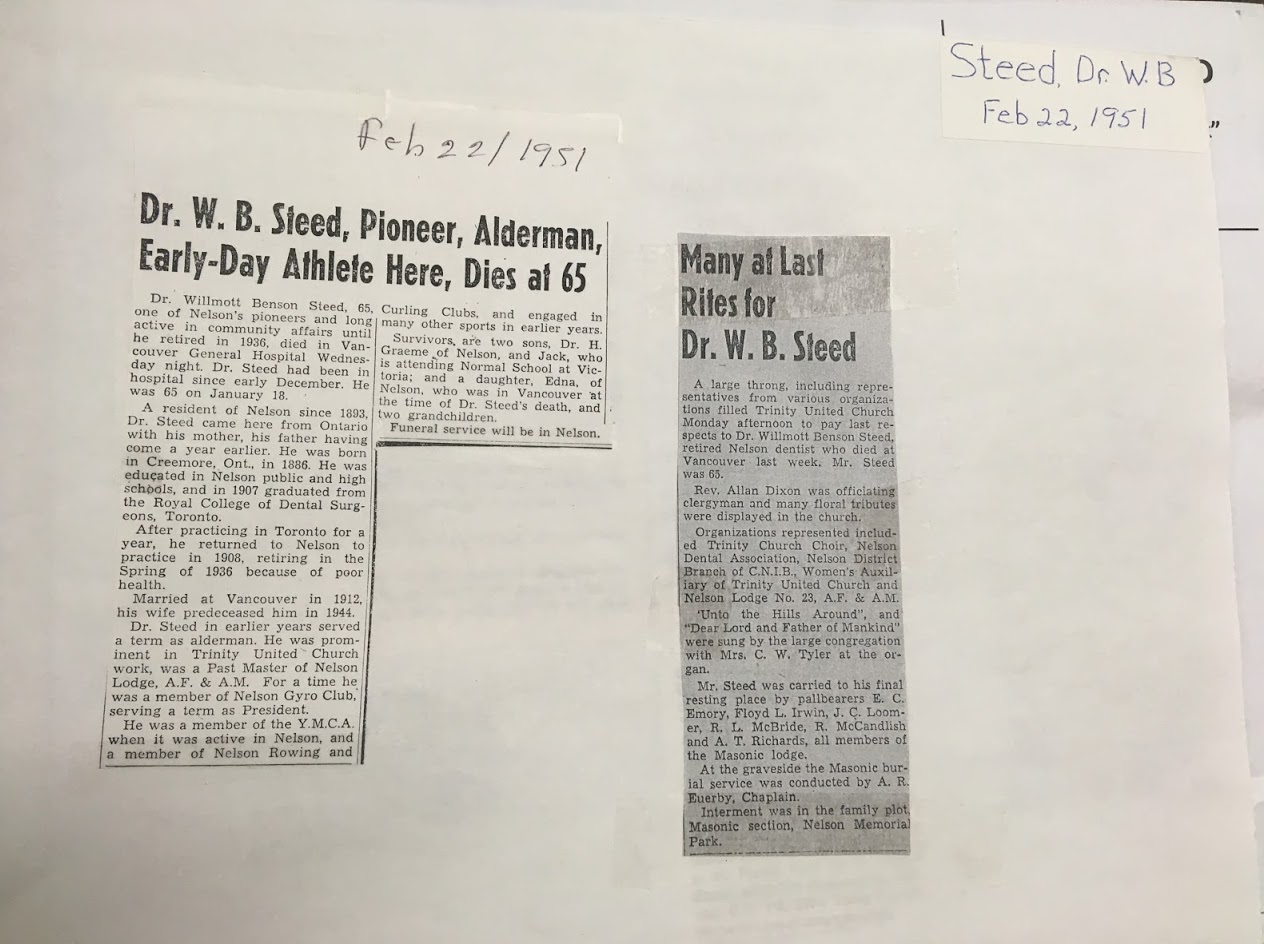 Steed, Dr. W.B
Feb 22, 1951
Feb 22/1951
Dr. W. B. Steed, Pioneer, Alderman,
Early-Day Athlete Here, Dies at 65
Dr. Willmott Benson Steed, 65,
one of Nelson's pioneers and long
active in community affairs until
he retired in 1936, died in Van-
couver General Hospital Wednes-
day night. Dr. Steed had been in
hospital since early December. He
was 65 on January 18.
A resident of Nelson since 1893,
Dr. Steed came here from Ontario
with his mother, his father having
come a year earlier. He was born
in Creemore, Ont., in 1886. He was
educated in Nelson public and high
schools, and in 1907 graduated from
the Royal College of Dental Surg-
eons, Toronto.
After practicing in Toronto for a
year, he returned to Nelson to
practice in 1908, retiring in the
Spring of 1936 because of poor
health.
Married at Vancouver in 1912,
his wife predeceased him in 1944.
Dr. Steed in earlier years served
a term as alderman. He was prom-
inent in Trinity United Church
work, was a Past Master of Nelson
Lodge, A.F. & A.M. For a time he
was a member of Nelson Gyro Club,
serving a term as President.
He was a member of the Y.M.C.A.
when it was active in Nelson, and
a member of Nelson Rowing and
Curling Clubs, and engaged in
many other sports in earlier years.
Survivors, are two sons, Dr. H.
Graeme of Nelson, and Jack, who
is attending Normal School at Vic-
toria; and a daughter, Edna, of
Nelson, who was in Vancouver at
the time of Dr. Steed's death, and
two grandchildren.
Funeral service will be in Nelson.
Many at Last
Rites for
Dr. W. B. Steed
A large throng, including repre-
sentatives from various organiza-
tions filled Trinity United Church
Monday afternoon to pay last re-
spects to Dr. Willmott Benson Steed,
retired Nelson dentist who died at
Vancouver last week. Mr. Steed
was 65.
Rev. Allan Dixon was officiating
clergyman and many floral tributes
were displayed in the church.
Organizations represented includ-
ed Trinity Church Choir, Nelson
Dental Association, Nelson District
Branch of C.N.I.B., Women's Auxil-
iary of Trinity United Church and
Nelson Lodge No. 23, A.F. & A.M.
'Unto the Hills Around", and
"Dear Lord and Father of Mankind"
were sung by the large congregation
with Mrs. C. W. Tyler at the or-
gan.
Mr. Steed was carried to his final
resting place by pallbearers E. C.
Emory, Floyd L. Irwin, J. C. Loom-
er, R. L. McBride, R. McCandlish
and A. T. Richards, all members of
the Masonic lodge.
At the graveside the Masonic bur-
ial service was conducted by A. R.
Euerby, Chaplain.
Interment was in the family plot,
Masonic section, Nelson Memorial
Park.